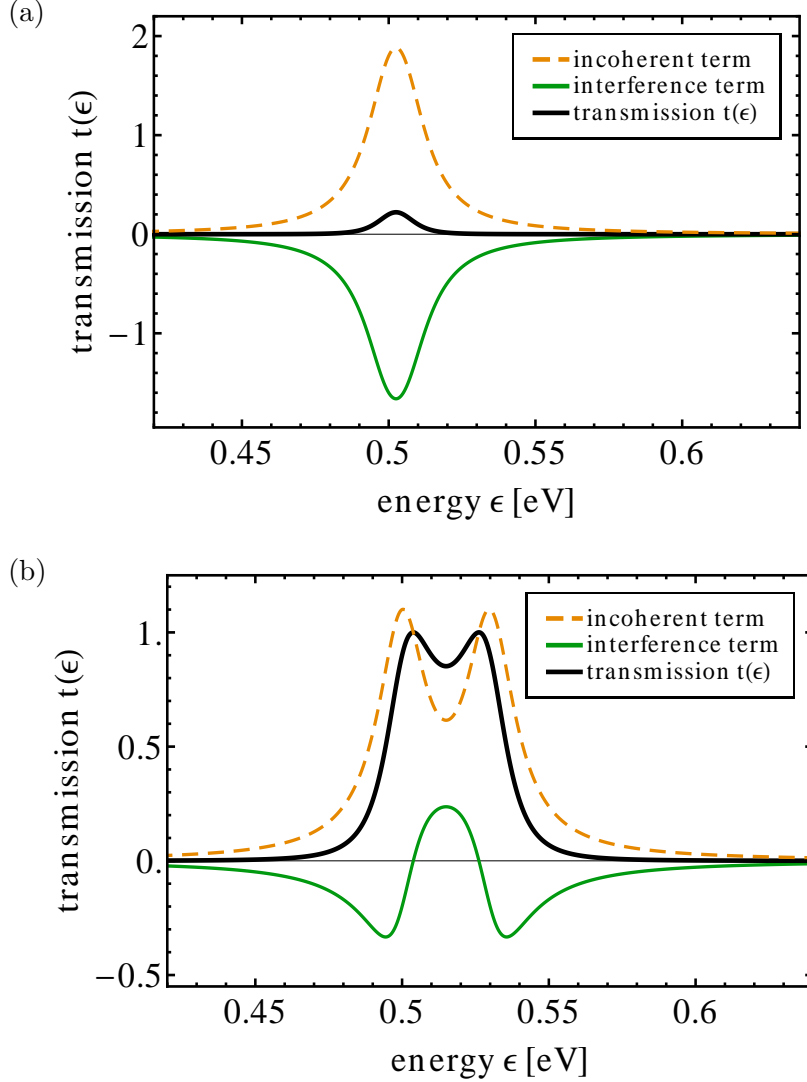 (a)
transmission t(ϵ)
2
1
0
−1
incoherent term
interference term
transmission t(ϵ)
0.45 0.5 0.55 0.6
energy ϵ [eV]
(b)
transmission t(ϵ)
1.
0.5
0.
−0.5
incoherent term
interference term
transmission t(ϵ)
0.45 0.5 0.55 0.6
energy ϵ [eV]